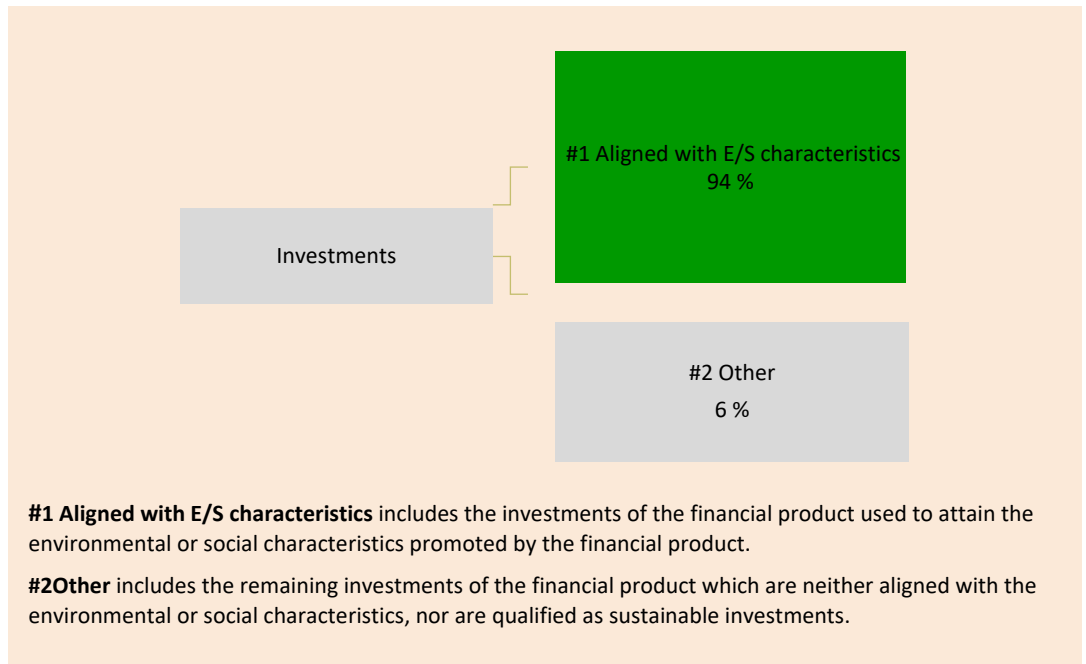 #1 Aligned with E/S characteristics
94 %
Investments
#2 Other
6 %
#1 Aligned with E/S characteristics includes the investments of the financial product used to attain the
environmental or social characteristics promoted by the financial product.
#2Other includes the remaining investments of the financial product which are neither aligned with the
environmental or social characteristics, nor are qualified as sustainable investments.